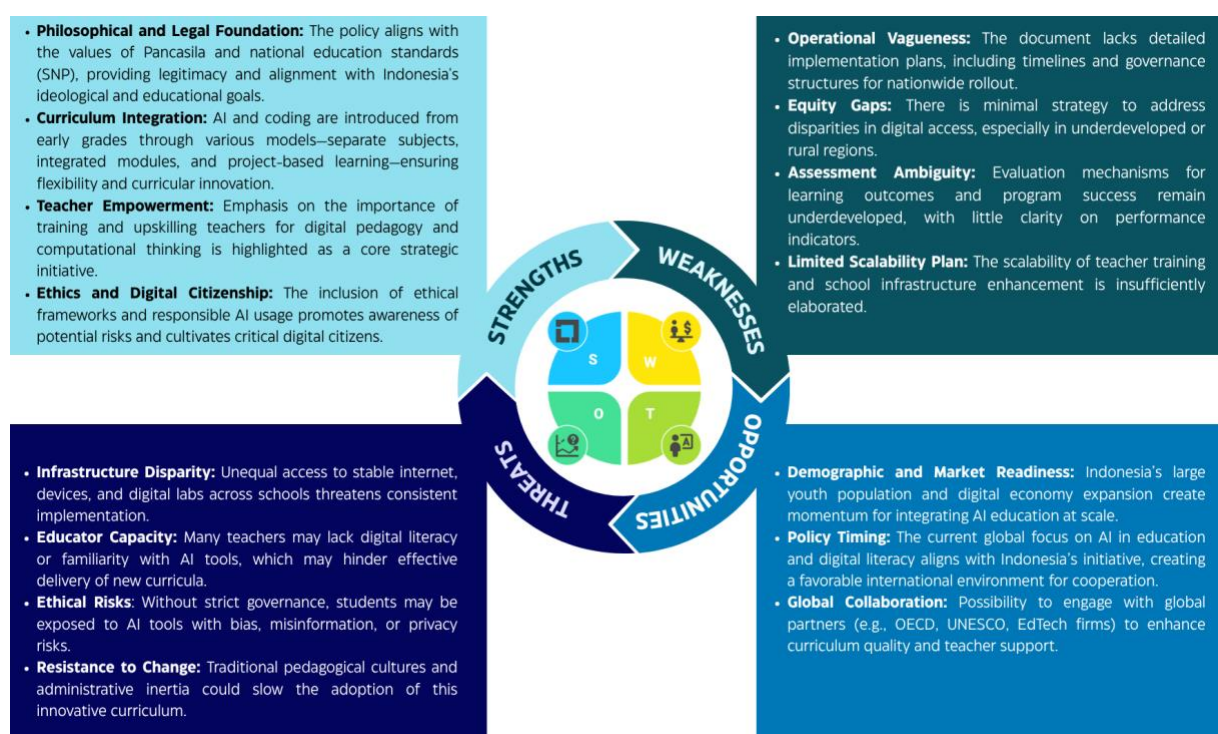 • Philosophical and Legal Foundation: The policy aligns with
the values of Pancasila and national education standards
(SNP), providing legitimacy and alignment with Indonesia's
ideological and educational goals.
• Curriculum Integration: AI and coding are introduced from
early grades through various models—separate subjects,
integrated modules, and project-based learning—ensuring
flexibility and curricular innovation.
• Teacher Empowerment: Emphasis on the importance of
training and upskilling teachers for digital pedagogy and
computational thinking is highlighted as a core strategic
initiative.
• Ethics and Digital Citizenship: The inclusion of ethical
frameworks and responsible AI usage promotes awareness of
potential risks and cultivates critical digital citizens.
• Operational Vagueness: The document lacks detailed
implementation plans, including timelines and governance
structures for nationwide rollout.
• Equity Gaps: There is minimal strategy to address
disparities in digital access, especially in underdeveloped or
rural regions.
• Assessment Ambiguity: Evaluation mechanisms for
learning outcomes and program success remain
underdeveloped, with little clarity on performance
indicators.
• Limited Scalability Plan: The scalability of teacher training
and school infrastructure enhancement is insufficiently
elaborated.
STRENGTHS
WEAKNESSES
S
W
$
O
T
?
A
THREATS
OPPORTUNITIES
• Infrastructure Disparity: Unequal access to stable internet,
devices, and digital labs across schools threatens consistent
implementation.
• Educator Capacity: Many teachers may lack digital literacy
or familiarity with AI tools, which may hinder effective
delivery of new curricula.
• Ethical Risks: Without strict governance, students may be
exposed to AI tools with bias, misinformation, or privacy
risks.
• Resistance to Change: Traditional pedagogical cultures and
administrative inertia could slow the adoption of this
innovative curriculum.
• Demographic and Market Readiness: Indonesia's large
youth population and digital economy expansion create
momentum for integrating AI education at scale.
• Policy Timing: The current global focus on AI in education
and digital literacy aligns with Indonesia's initiative, creating
a favorable international environment for cooperation.
• Global Collaboration: Possibility to engage with global
partners (e.g., OECD, UNESCO, EdTech firms) to enhance
curriculum quality and teacher support.